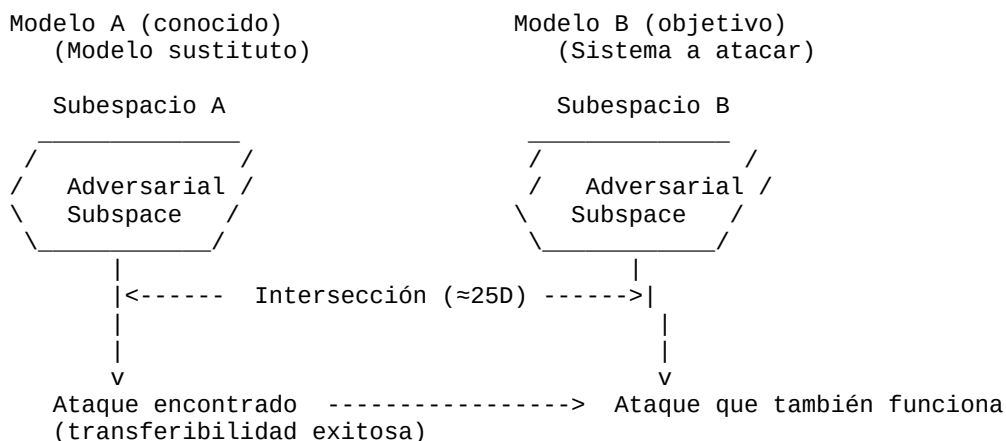 Modelo A (conocido) Modelo B (objetivo)
(Modelo sustituto) (Sistema a atacar)
Subespacio A Subespacio B
Adversarial Adversarial
Subspace Subspace
Intersección (≈25D)
Ataque encontrado -----------------> Ataque que también funciona
(transferibilidad exitosa)